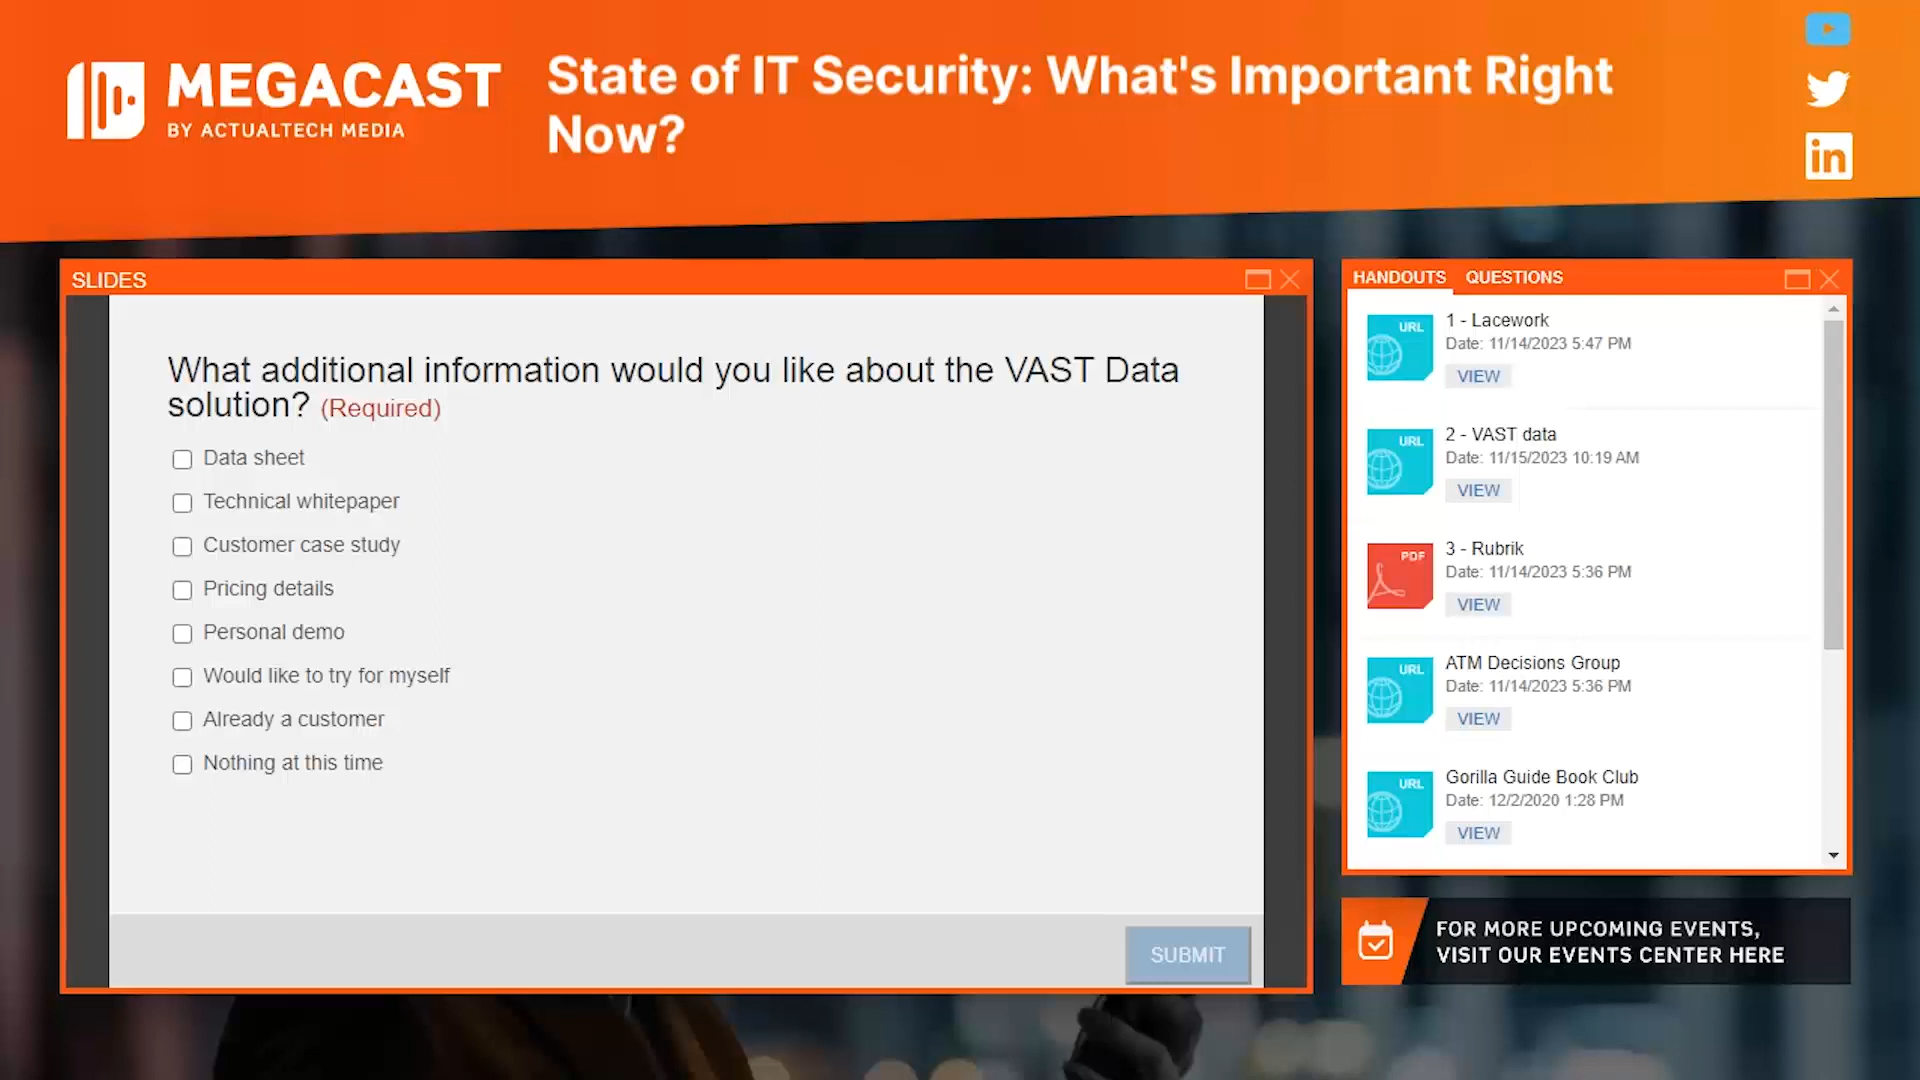 MEGACAST
BY ACTUALTECH MEDIA
State of IT Security: What's Important Right
Now?
in
SLIDES
What additional information would you like about the VAST Data
solution? (Required)
Data sheet
Technical whitepaper
Customer case study
Pricing details
Personal demo
Would like to try for myself
Already a customer
Nothing at this time
SUBMIT
HANDOUTS QUESTIONS
URL
1 - Lacework
Date: 11/14/2023 5:47 PM
VIEW
URL
2 - VAST data
Date: 11/15/2023 10:19 AM
VIEW
PDF
3 - Rubrik
Date: 11/14/2023 5:36 PM
VIEW
URL
ATM Decisions Group
Date: 11/14/2023 5:36 PM
VIEW
URL
Gorilla Guide Book Club
Date: 12/2/2020 1:28 PM
VIEW
FOR MORE UPCOMING EVENTS,
VISIT OUR EVENTS CENTER HERE